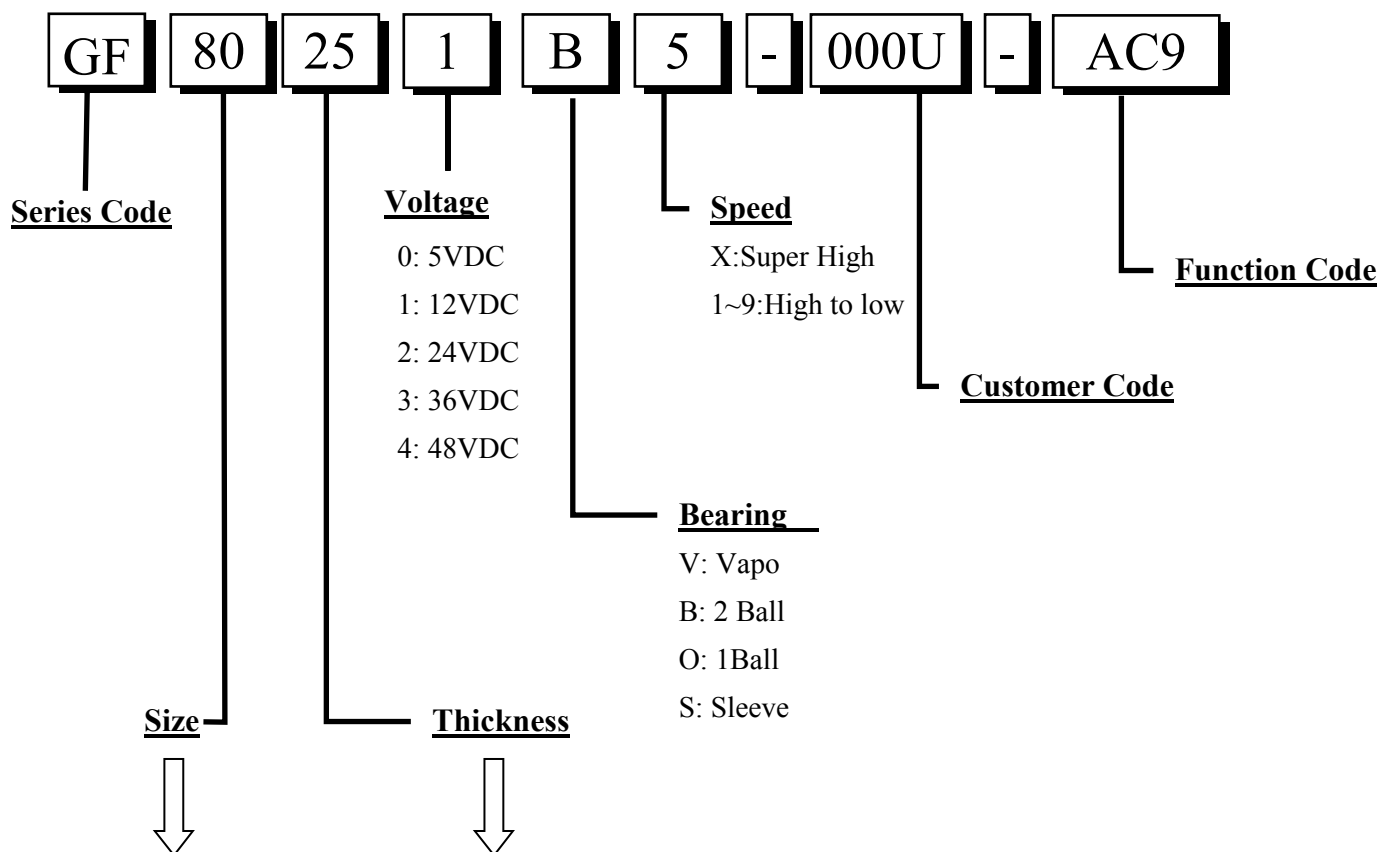 GF 80 25 1 B 5 - 000U - AC9
Series Code
Voltage
0: 5VDC
1: 12VDC
2: 24VDC
3: 36VDC
4: 48VDC
Speed
X:Super High
1~9:High to low
Function Code
Customer Code
Bearing
V: Vapo
B: 2 Ball
O: 1Ball
S: Sleeve
Size
Thickness